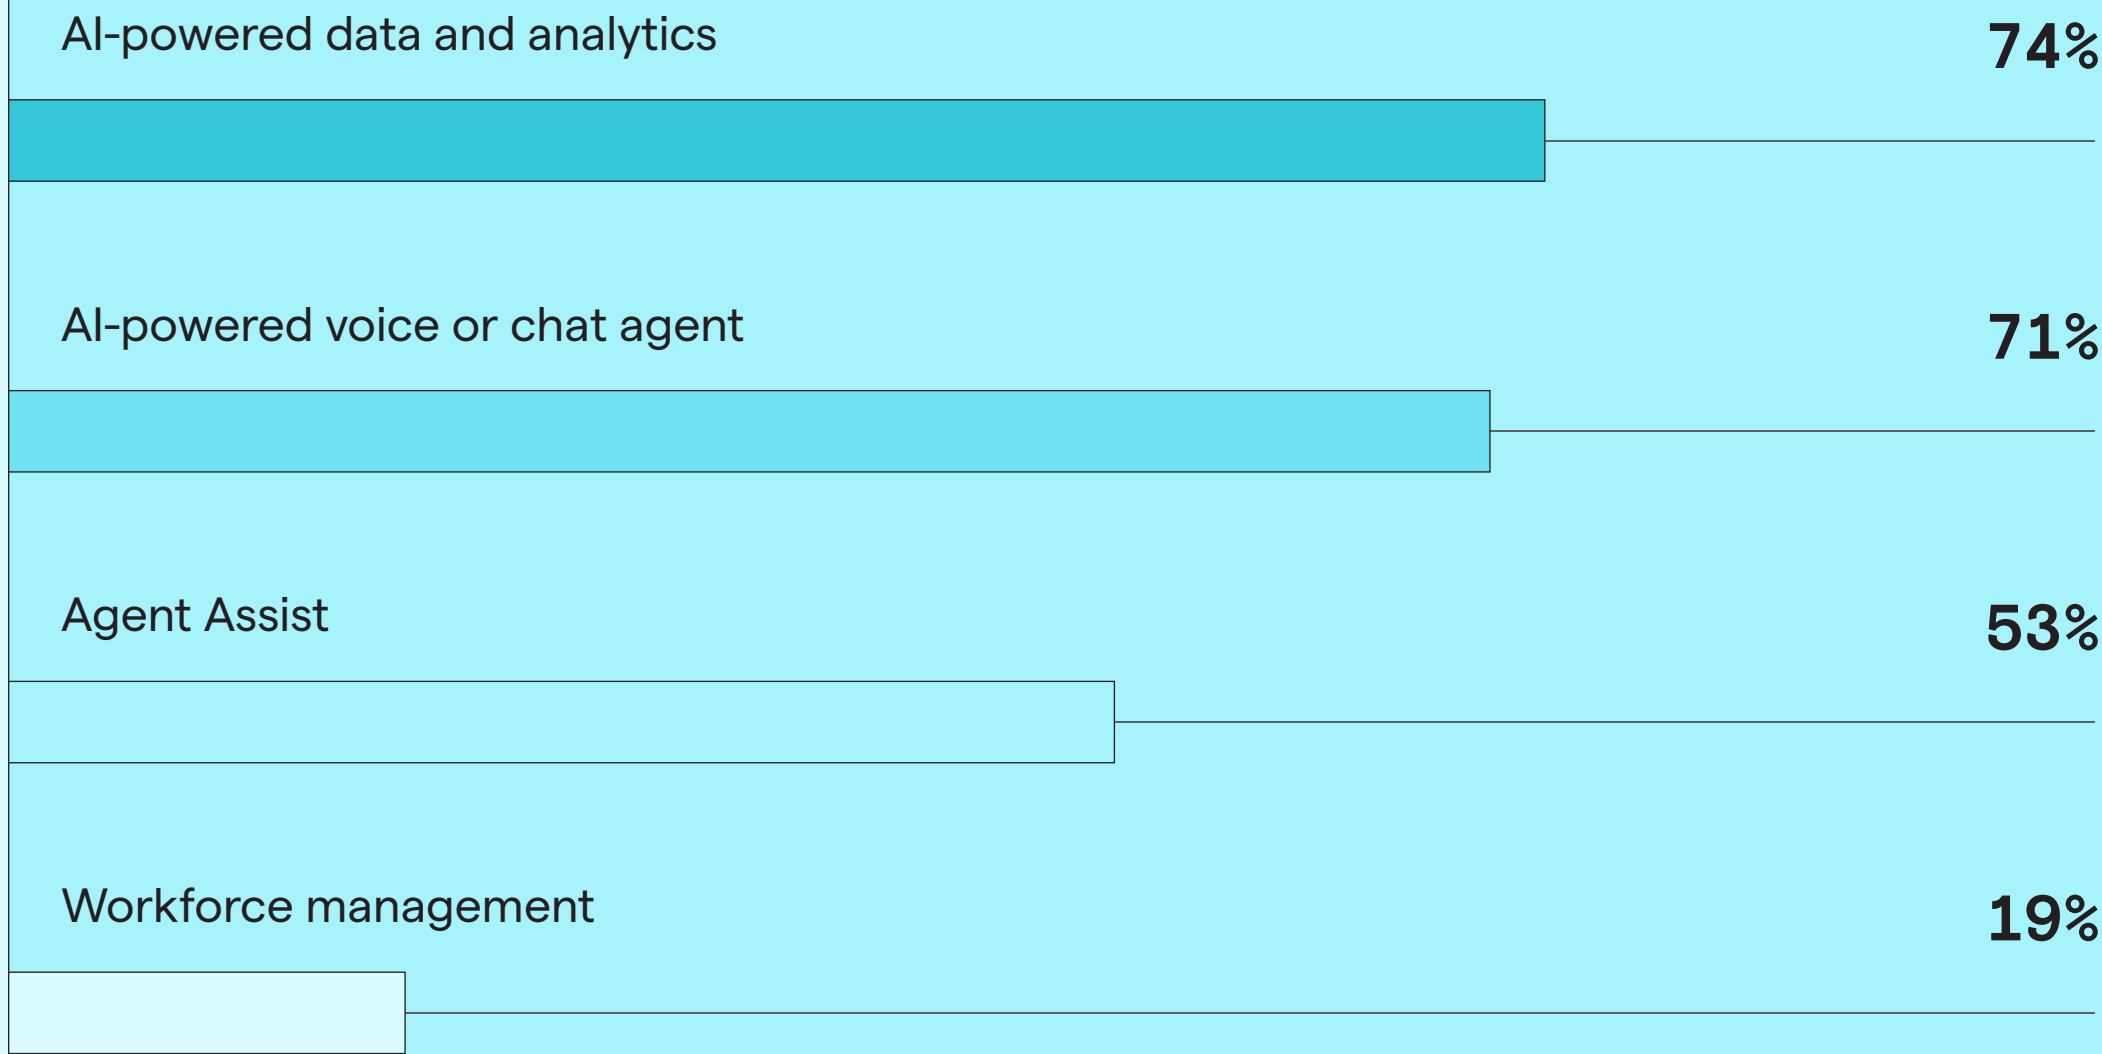 AI-powered data and analytics
74%
AI-powered voice or chat agent
71%
Agent Assist
53%
Workforce management
19%